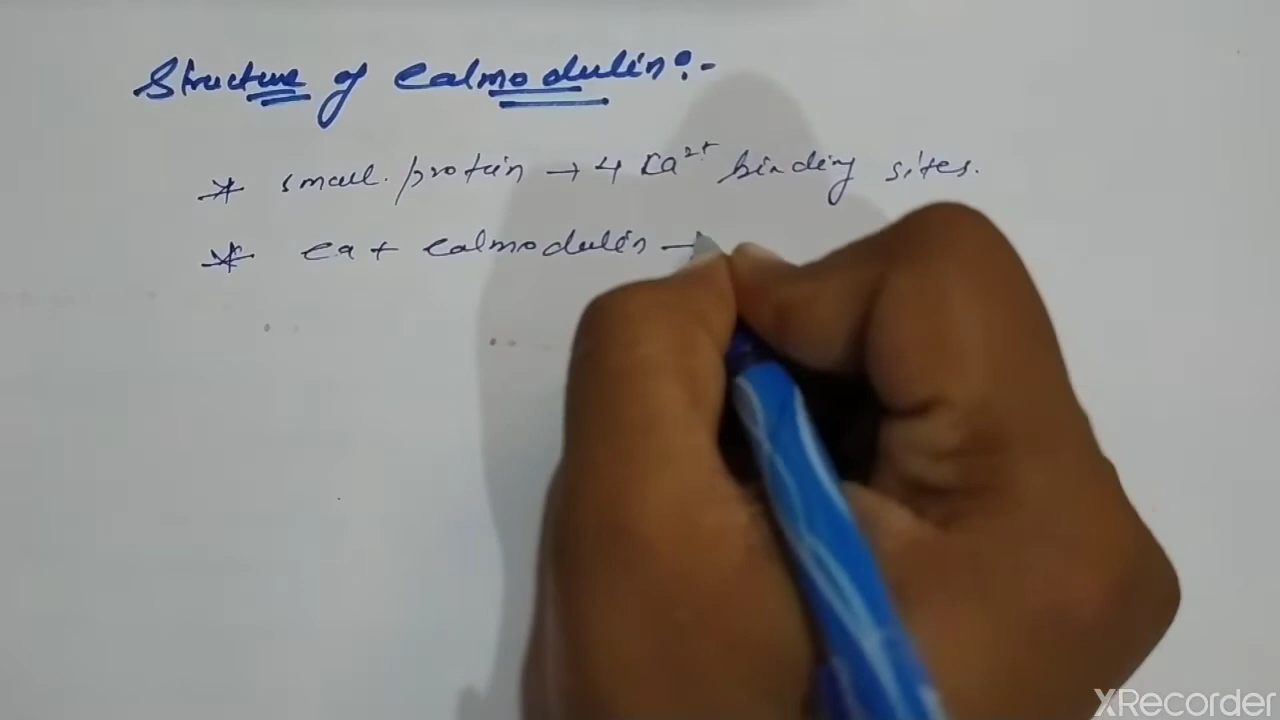 Structure of Calmodulin:-
* small protein → 4 Ca²⁺ binding sites.
* Ca + Calmodulin →
XRecorder